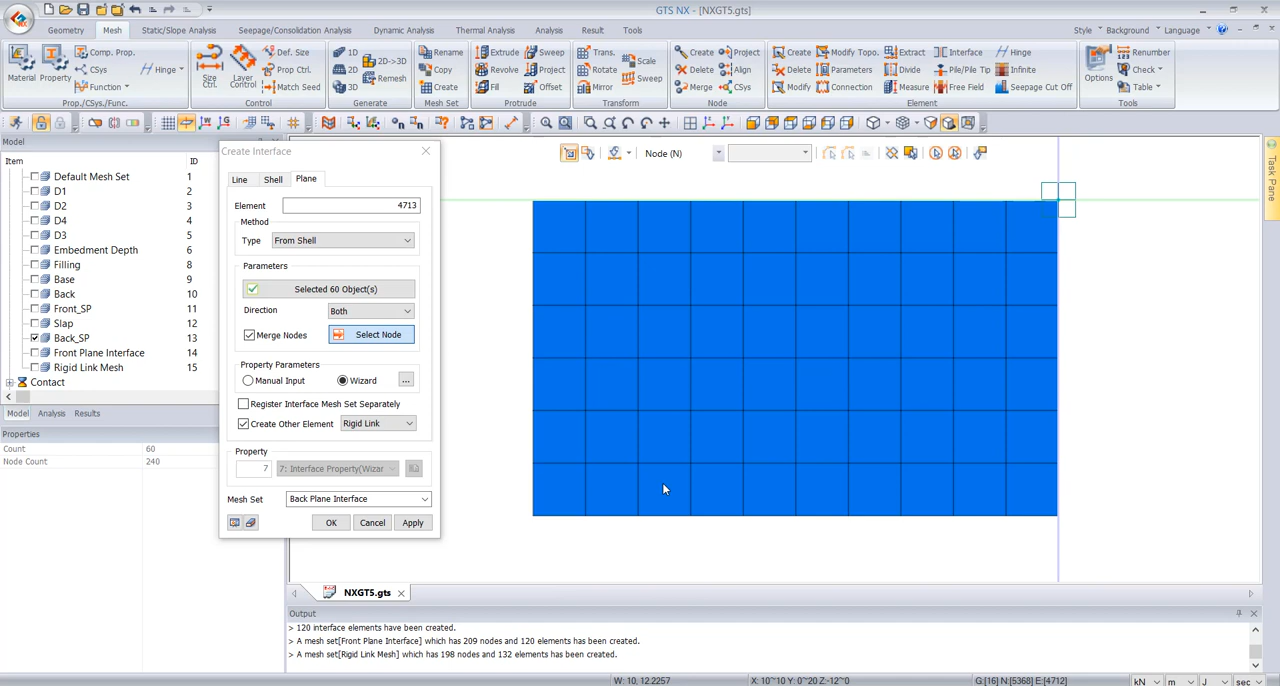 GTS NX - [NXGT5.gts]
Geometry Mesh Static/Slope Analysis Seepage/Consolidation Analysis Dynamic Analysis Thermal Analysis Analysis Result Tools Style Background Language
Material Property Comp. Prop. CSys Function Hinge
Prop./CSys./Func.
Size Ctrl. Layer Control Def. Size Prop Ctrl. Match Seed
Control
1D 2D 3D 2D->3D Remesh
Generate
Rename Copy Create
Mesh Set
Extrude Revolve Fill Sweep Project Offset
Protrude
Trans. Rotate Mirror Scale Sweep
Transform
Create Delete Merge Project Align CSys
Node
Create Delete Modify Modify Topo. Parameters Connection Extract Divide Measure Interface Pile/Pile Tip Free Field Hinge Infinite Seepage Cut Off
Element
Options Renumber Check Table
Tools
Model
Item ID
Default Mesh Set 1
D1 2
D2 3
D4 4
D3 5
Embedment Depth 6
Filling 8
Base 9
Back 10
Front_SP 11
Slap 12
Back_SP 13
Front Plane Interface 14
Rigid Link Mesh 15
Contact
Model Analysis Results
Properties
Count 60
Node Count 240
Create Interface
Line Shell Plane
Element 4713
Method
Type From Shell
Parameters
Selected 60 Object(s)
Direction Both
Merge Nodes Select Node
Property Parameters
Manual Input Wizard ...
Register Interface Mesh Set Separately
Create Other Element Rigid Link
Property
7 7: Interface Property(Wizar
Mesh Set Back Plane Interface
OK Cancel Apply
Node (N)
Task Pane
NXGT5.gts
Output
> 120 interface elements have been created.
> A mesh set[Front Plane Interface] which has 209 nodes and 120 elements has been created.
> A mesh set[Rigid Link Mesh] which has 198 nodes and 132 elements has been created.
W: 10, 12.2257 X: 10~10 Y: 0~20 Z:-12~0 G:[16] N:[5368] E:[4712] kN m J sec